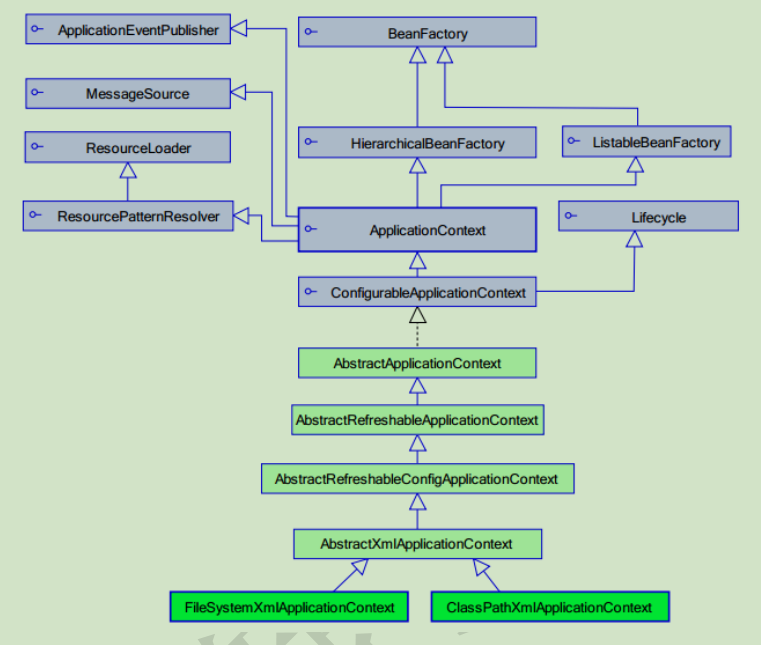 ApplicationEventPublisher
BeanFactory
MessageSource
HierarchicalBeanFactory
ListableBeanFactory
ResourceLoader
ResourcePatternResolver
ApplicationContext
Lifecycle
ConfigurableApplicationContext
AbstractApplicationContext
AbstractRefreshableApplicationContext
AbstractRefreshableConfigApplicationContext
AbstractXmlApplicationContext
FileSystemXmlApplicationContext
ClassPathXmlApplicationContext